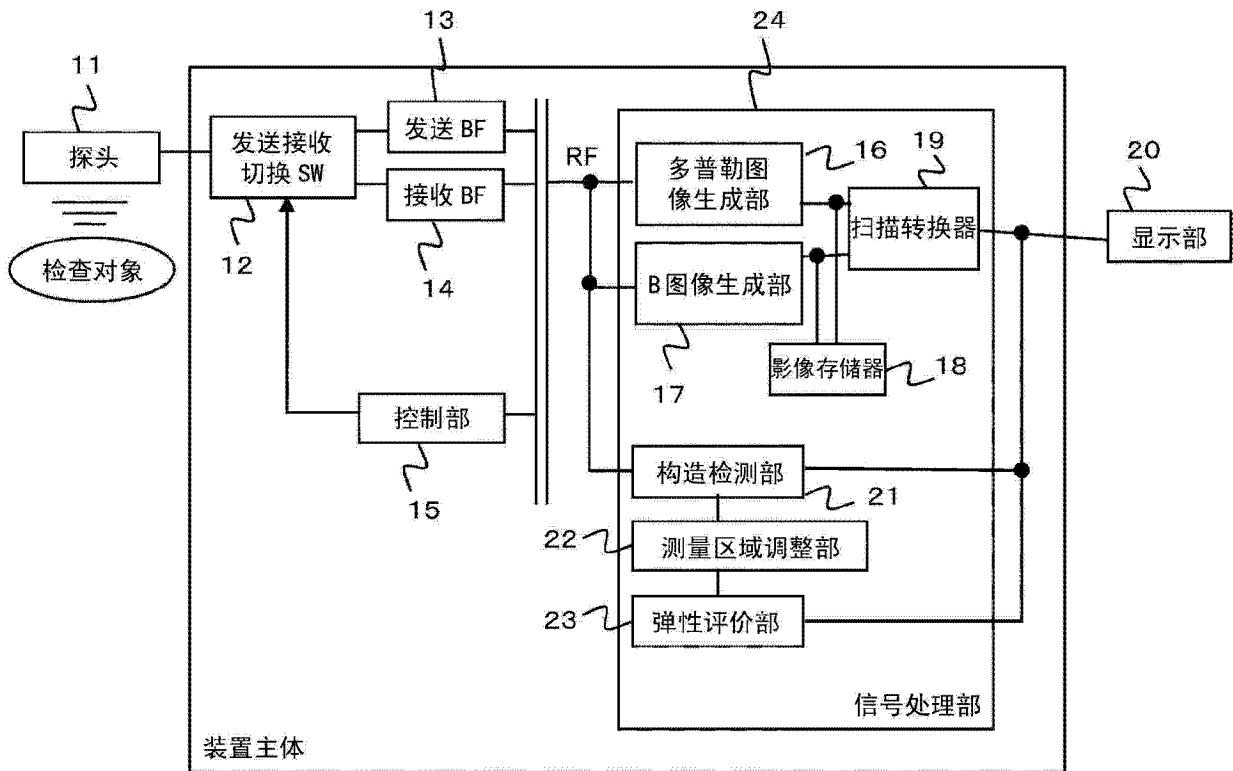 13
24
11
发送 BF
探头
发送接收
切换 SW
RF
多普勒图
像生成部
16
19
20
接收 BF
扫描转换器
显示部
检查对象
12
14
B图像生成部
17
影像存储器
18
控制部
15
构造检测部
21
22
测量区域调整部
23
弹性评价部
信号处理部
装置主体